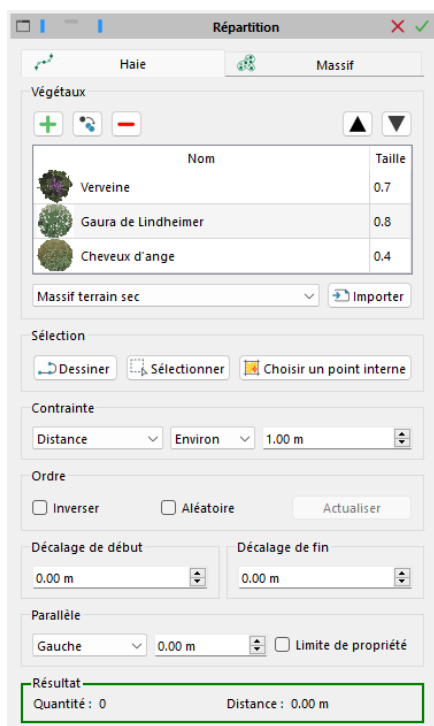 Répartition
Haie Massif
Végétaux
Nom Taille
Verveine 0.7
Gaura de Lindheimer 0.8
Cheveux d'ange 0.4
Massif terrain sec Importer
Sélection
Dessiner Sélectionner Choisir un point interne
Contrainte
Distance Environ 1.00 m
Ordre
Inverser Aléatoire Actualiser
Décalage de début Décalage de fin
0.00 m 0.00 m
Parallèle
Gauche 0.00 m Limite de propriété
Résultat
Quantité : 0 Distance : 0.00 m